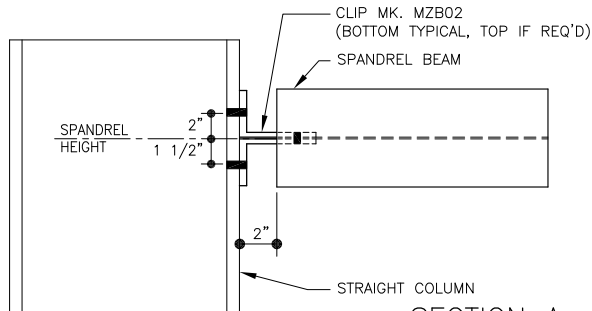 CLIP MK. MZB02
(BOTTOM TYPICAL, TOP IF REQ'D)
SPANDREL BEAM
SPANDREL
HEIGHT
2"
1 1/2"
2"
STRAIGHT COLUMN
SECTION A